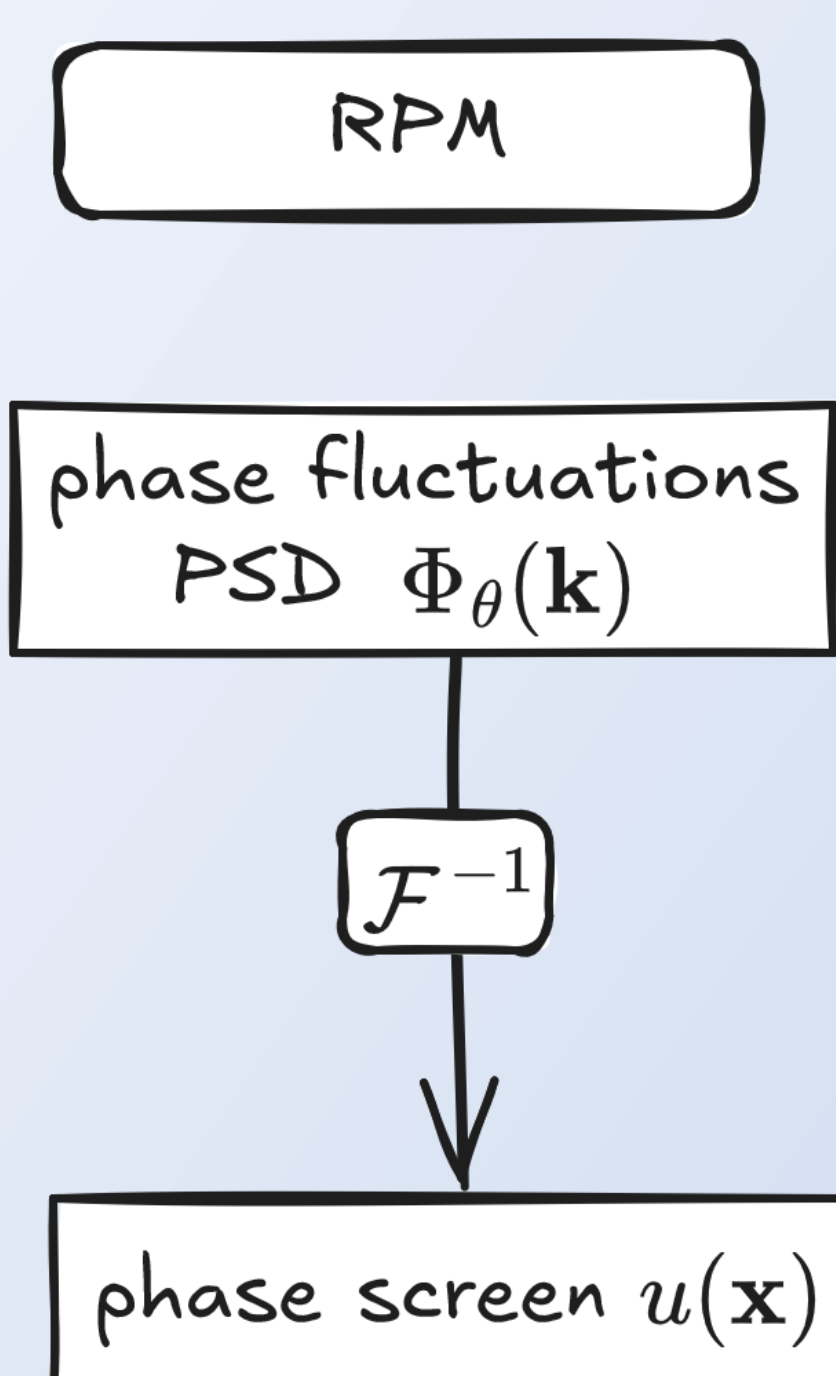 RPM
phase fluctuations
PSD Φ_θ(𝐤)
ℱ⁻¹
phase screen u(𝐱)